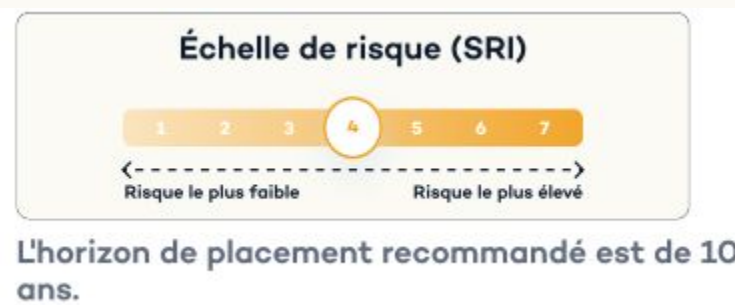 Échelle de risque (SRI)
1 2 3 4 5 6 7
Risque le plus faible Risque le plus élevé
L'horizon de placement recommandé est de 10
ans.